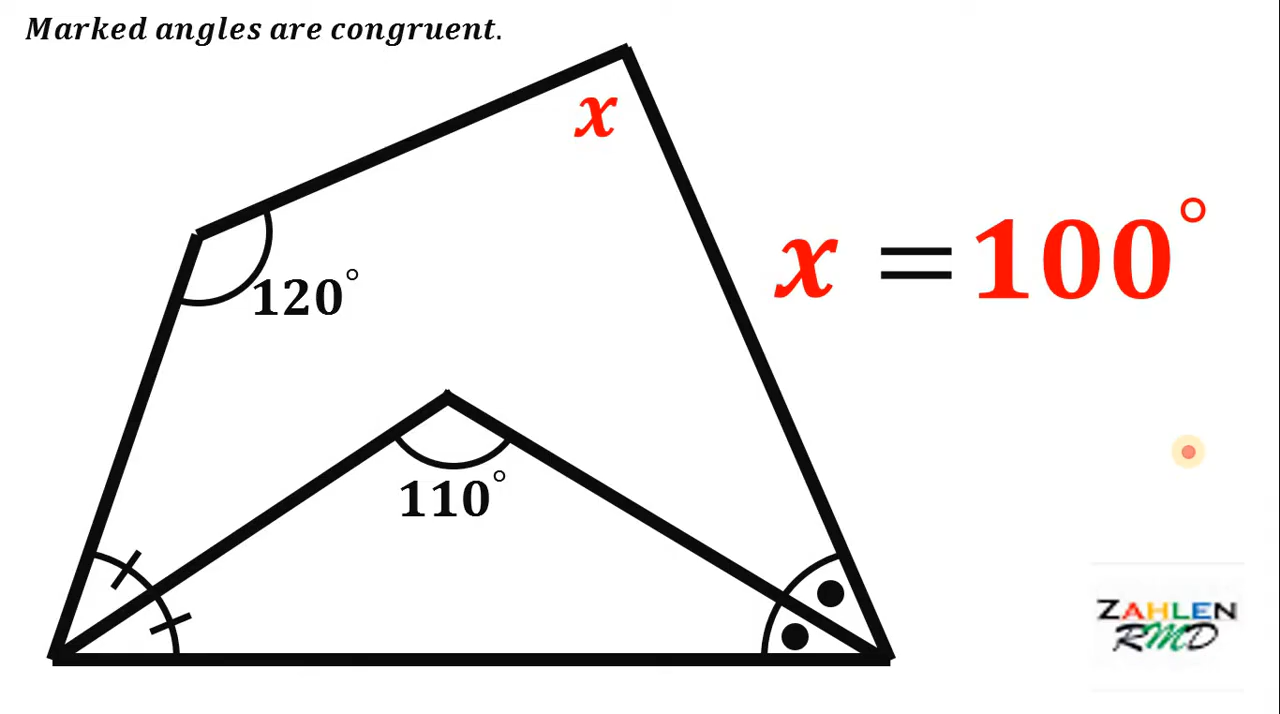 Marked angles are congruent.
x
120°
x = 100°
110°
ZAHLEN
RMD